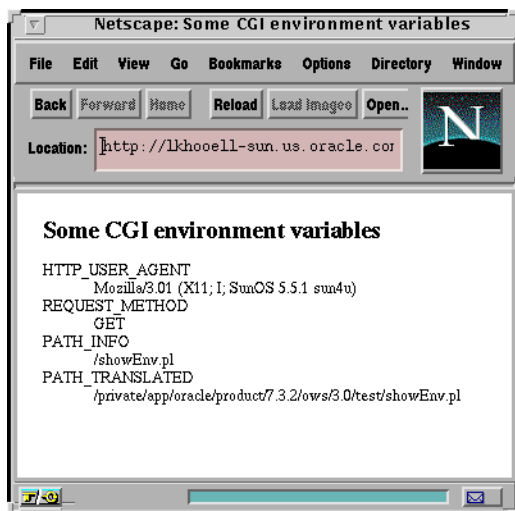 Netscape: Some CGI environment variables
File Edit View Go Bookmarks Options Directory Window
Back Forward Home Reload Load Images Open..
N
Location: http://lkhooell-sun.us.oracle.com
Some CGI environment variables
HTTP_USER_AGENT
Mozilla/3.01 (X11; I; SunOS 5.5.1 sun4u)
REQUEST_METHOD
GET
PATH_INFO
/showEnv.pl
PATH_TRANSLATED
/private/app/oracle/product/7.3.2/ows/3.0/test/showEnv.pl